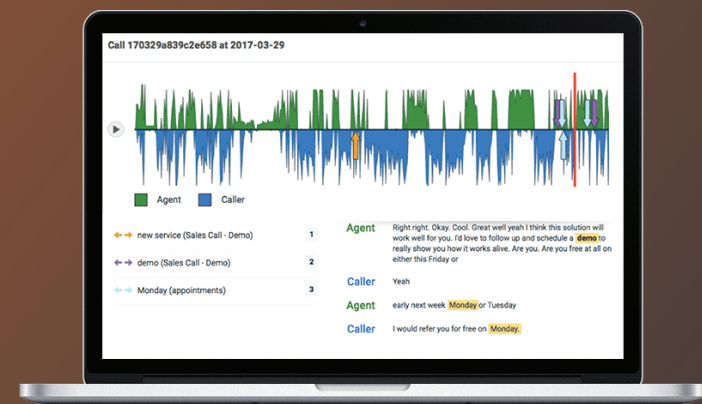 Call 170329a839c2e658 at 2017-03-29
Agent
Caller
new service (Sales Call - Demo) 1
demo (Sales Call - Demo) 2
Monday (appointments) 3
Agent Right right. Okay. Cool. Great well yeah I think this solution will
work well for you. I'd love to follow up and schedule a demo to
really show you how it works alive. Are you. Are you free at all on
either this Friday or
Caller Yeah
Agent early next week Monday or Tuesday
Caller I would refer you for free on Monday.